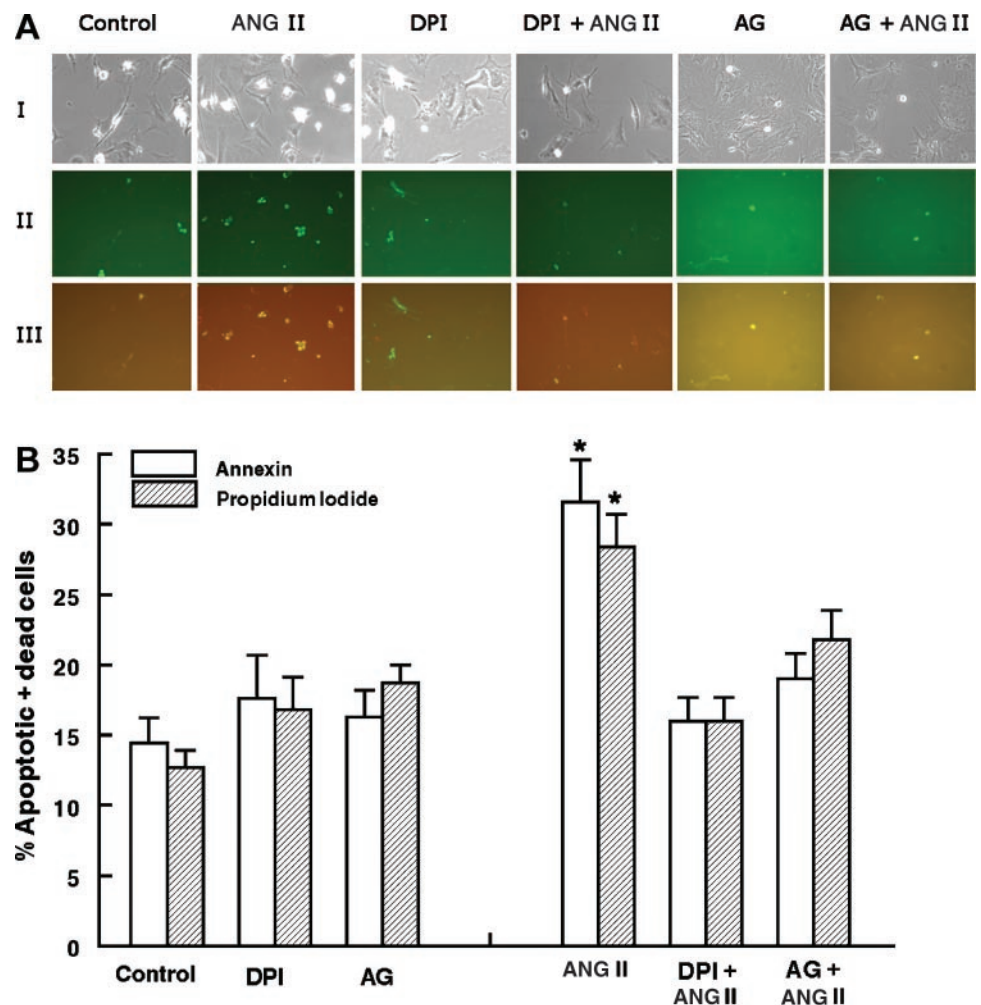 A
Control ANG II DPI DPI + ANG II AG AG + ANG II
I
II
III
B
35
30
25
20
15
10
5
0
% Apoptotic + dead cells
Annexin
Propidium Iodide
*
*
Control DPI AG ANG II DPI + AG +
ANG II ANG II